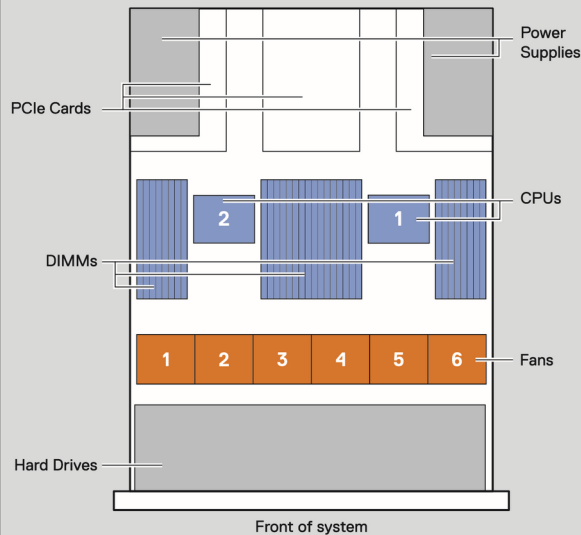 Power
Supplies
PCIe Cards
CPUs
2
1
DIMMs
1 2 3 4 5 6
Fans
Hard Drives
Front of system